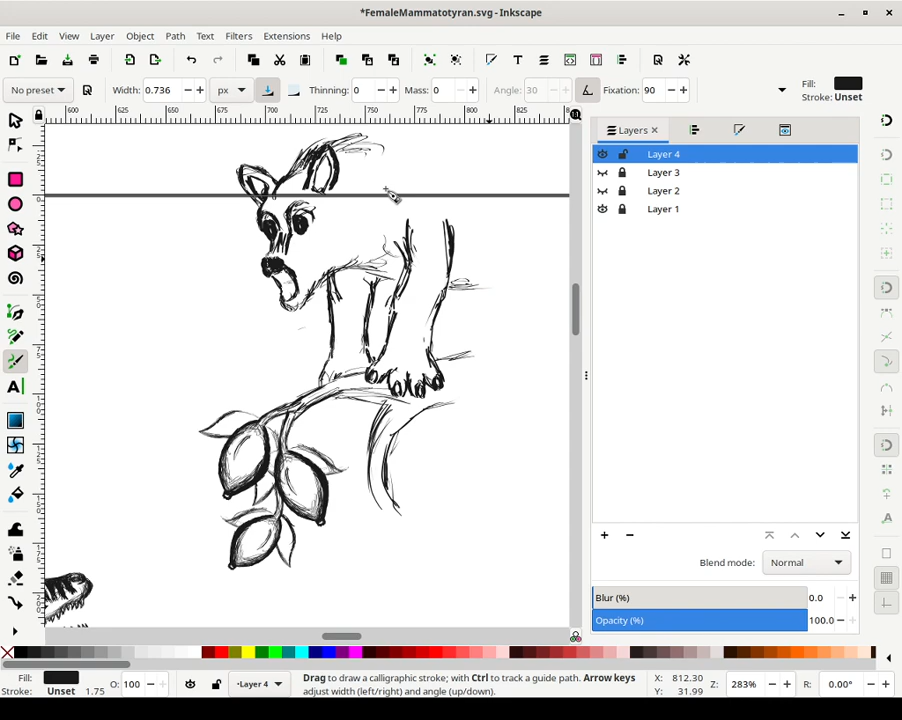 *FemaleMammatotyran.svg - Inkscape
File Edit View Layer Object Path Text Filters Extensions Help
No preset Width: 0.736 px Thinning: 0 Mass: 0 Angle: 30 Fixation: 90 Fill:
Stroke: Unset
600 625 650 675 700 725 750 775 800 825
Layers
Layer 4
Layer 3
Layer 2
Layer 1
Blend mode: Normal
Blur (%) 0.0
Opacity (%) 100.0
Fill:
Stroke: Unset 1.75 O: 100 Layer 4
Drag to draw a calligraphic stroke; with Ctrl to track a guide path. Arrow keys
adjust width (left/right) and angle (up/down).
X: 812.30
Y: 31.99
Z: 283% R: 0.00°